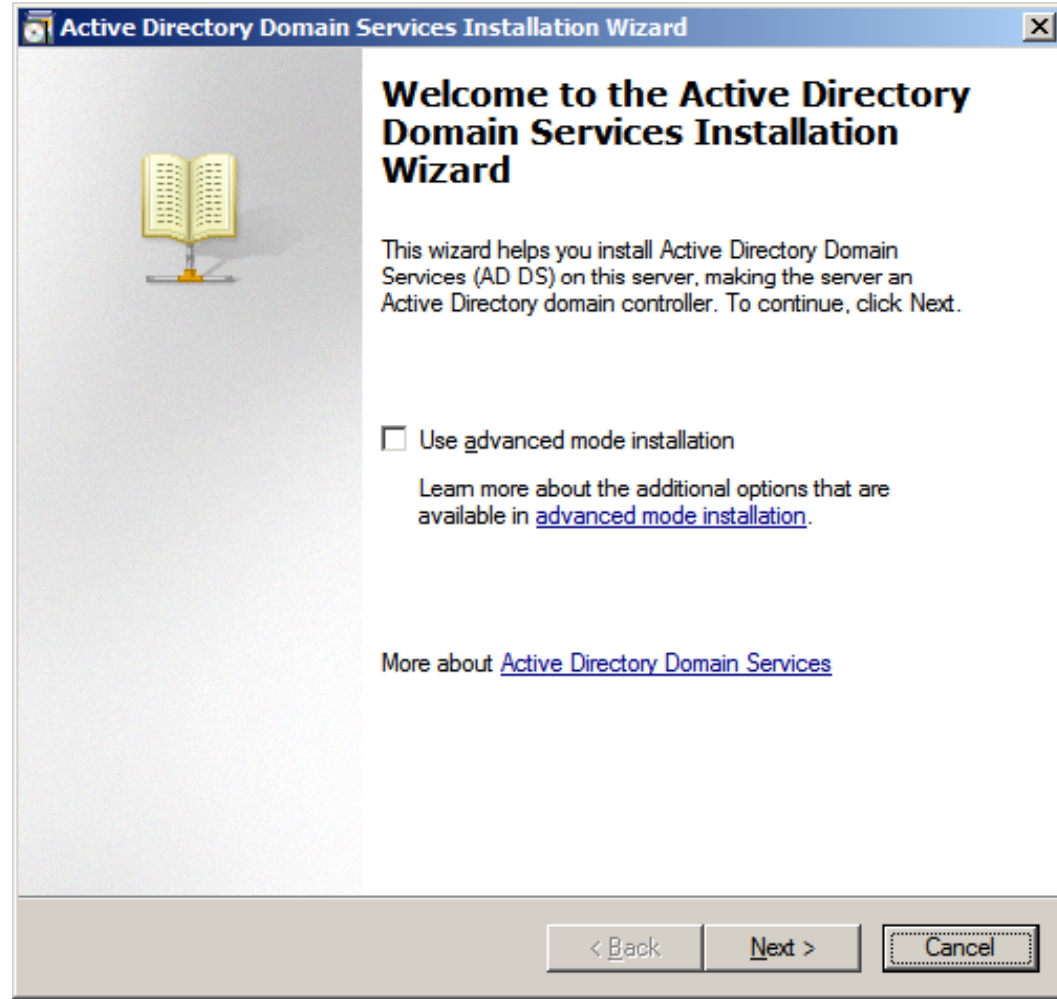 Active Directory Domain Services Installation Wizard
Welcome to the Active Directory
Domain Services Installation
Wizard
This wizard helps you install Active Directory Domain
Services (AD DS) on this server, making the server an
Active Directory domain controller. To continue, click Next.
Use advanced mode installation
Learn more about the additional options that are
available in advanced mode installation.
More about Active Directory Domain Services
< Back
Next >
Cancel